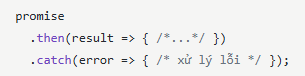 promise
  .then(result => { /*...*/ })
  .catch(error => { /* xử lý lỗi */ });